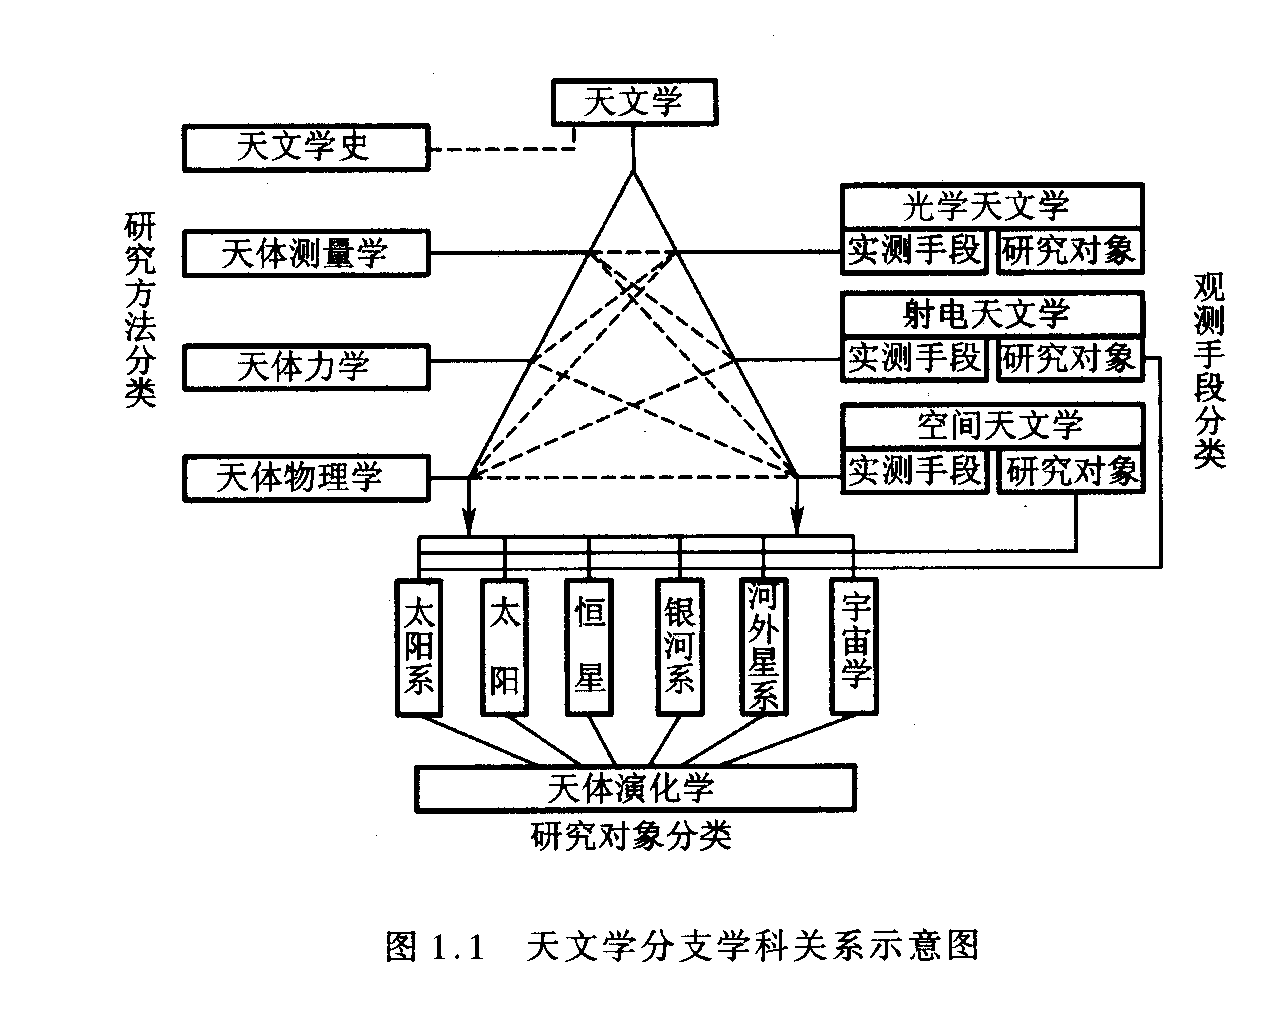 天文学
天文学史
研究方法分类
天体测量学
天体力学
天体物理学
光学天文学
实测手段 研究对象
射电天文学
实测手段 研究对象
空间天文学
实测手段 研究对象
观测手段分类
太阳系
太阳
恒星
银河系
河外星系
宇宙学
天体演化学
研究对象分类
图 1.1 天文学分支学科关系示意图